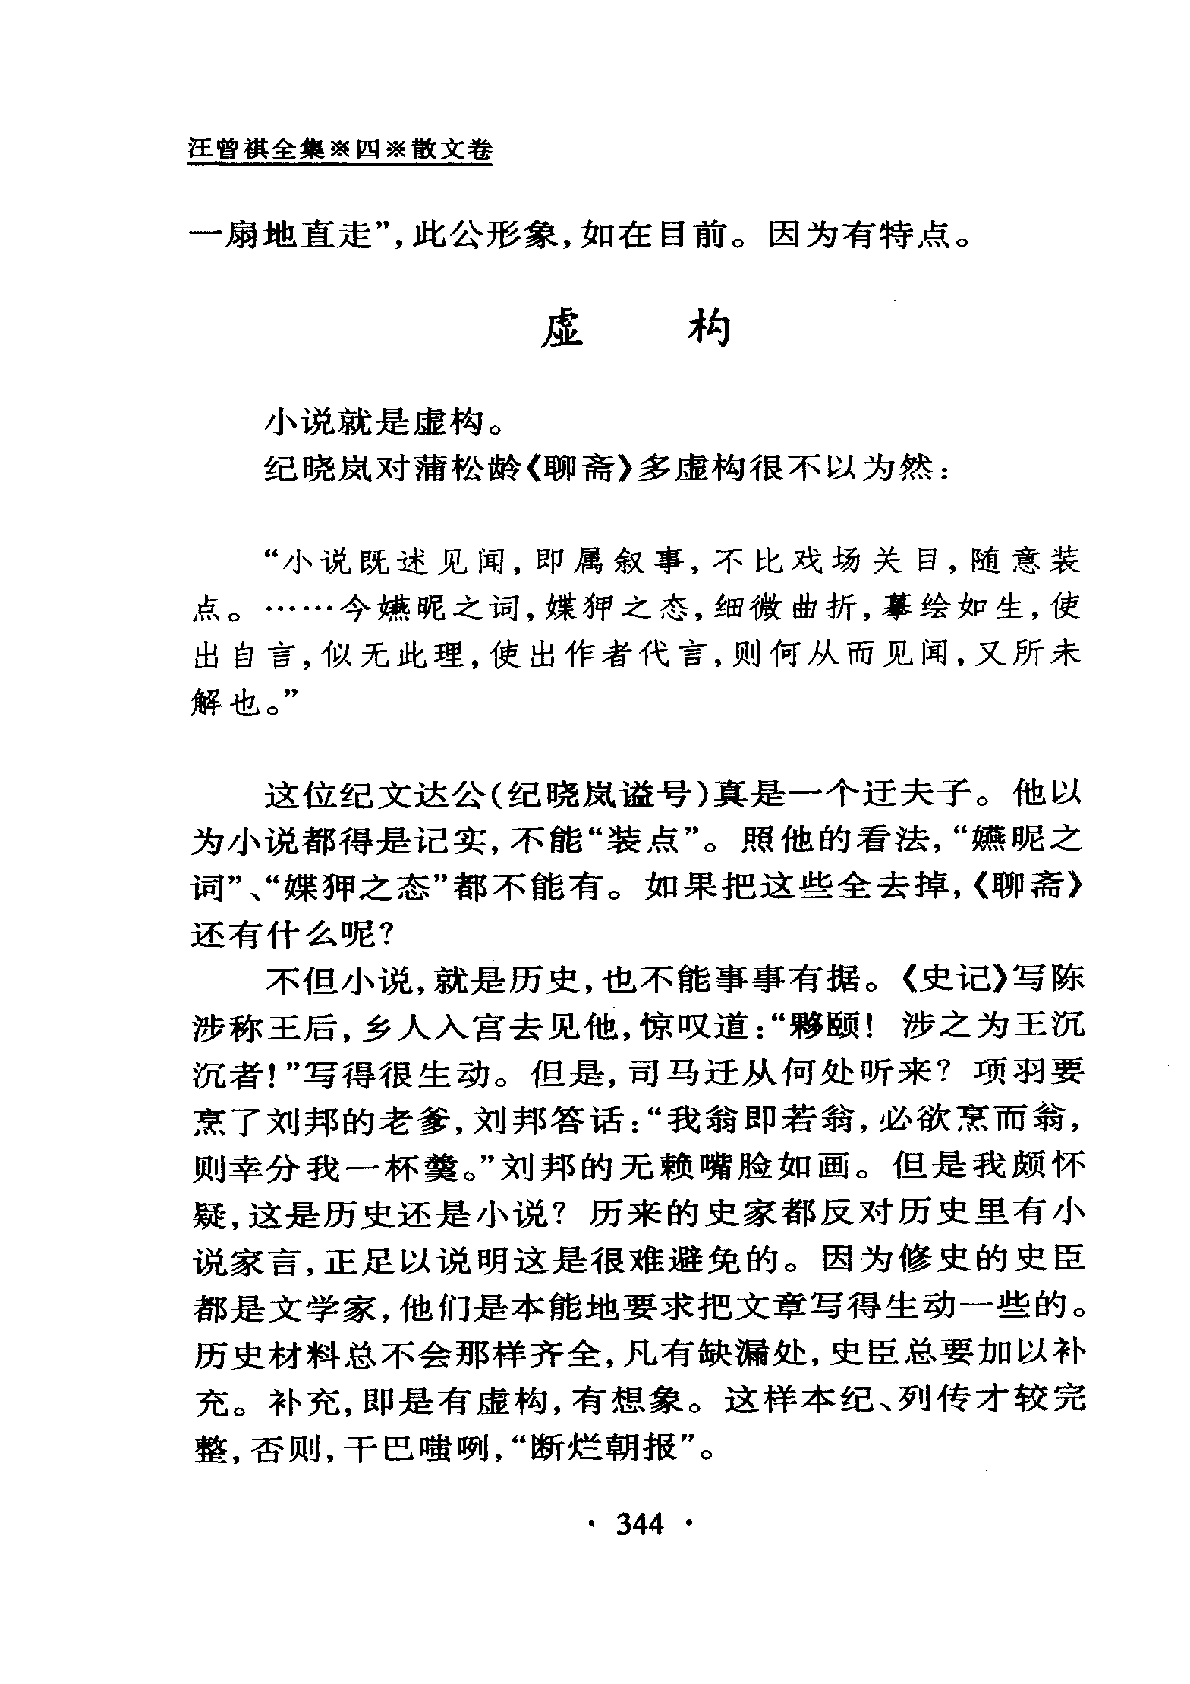 汪曾祺全集※四※散文卷
一扇地直走”，此公形象，如在目前。因为有特点。
虚 构
小说就是虚构。
纪晓岚对蒲松龄《聊斋》多虚构很不以为然：
“小说既述见闻，即属叙事，不比戏场关目，随意装
点。……今嬿昵之词，媟狎之态，细微曲折，摹绘如生，使
出自言，似无此理，使出作者代言，则何从而见闻，又所未
解也。”
这位纪文达公(纪晓岚谥号)真是一个迂夫子。他以
为小说都得是记实，不能“装点”。照他的看法，“嬿昵之
词”、“媟狎之态”都不能有。如果把这些全去掉，《聊斋》
还有什么呢？
不但小说，就是历史，也不能事事有据。《史记》写陈
涉称王后，乡人入宫去见他，惊叹道：“夥颐！涉之为王沉
沉者！”写得很生动。但是，司马迁从何处听来？项羽要
烹了刘邦的老爹，刘邦答话：“我翁即若翁，必欲烹而翁，
则幸分我一杯羹。”刘邦的无赖嘴脸如画。但是我颇怀
疑，这是历史还是小说？历来的史家都反对历史里有小
说家言，正足以说明这是很难避免的。因为修史的史臣
都是文学家，他们是本能地要求把文章写得生动一些的。
历史材料总不会那样齐全，凡有缺漏处，史臣总要加以补
充。补充，即是有虚构，有想象。这样本纪、列传才较完
整，否则，干巴嗤咧，“断烂朝报”。
· 344 ·